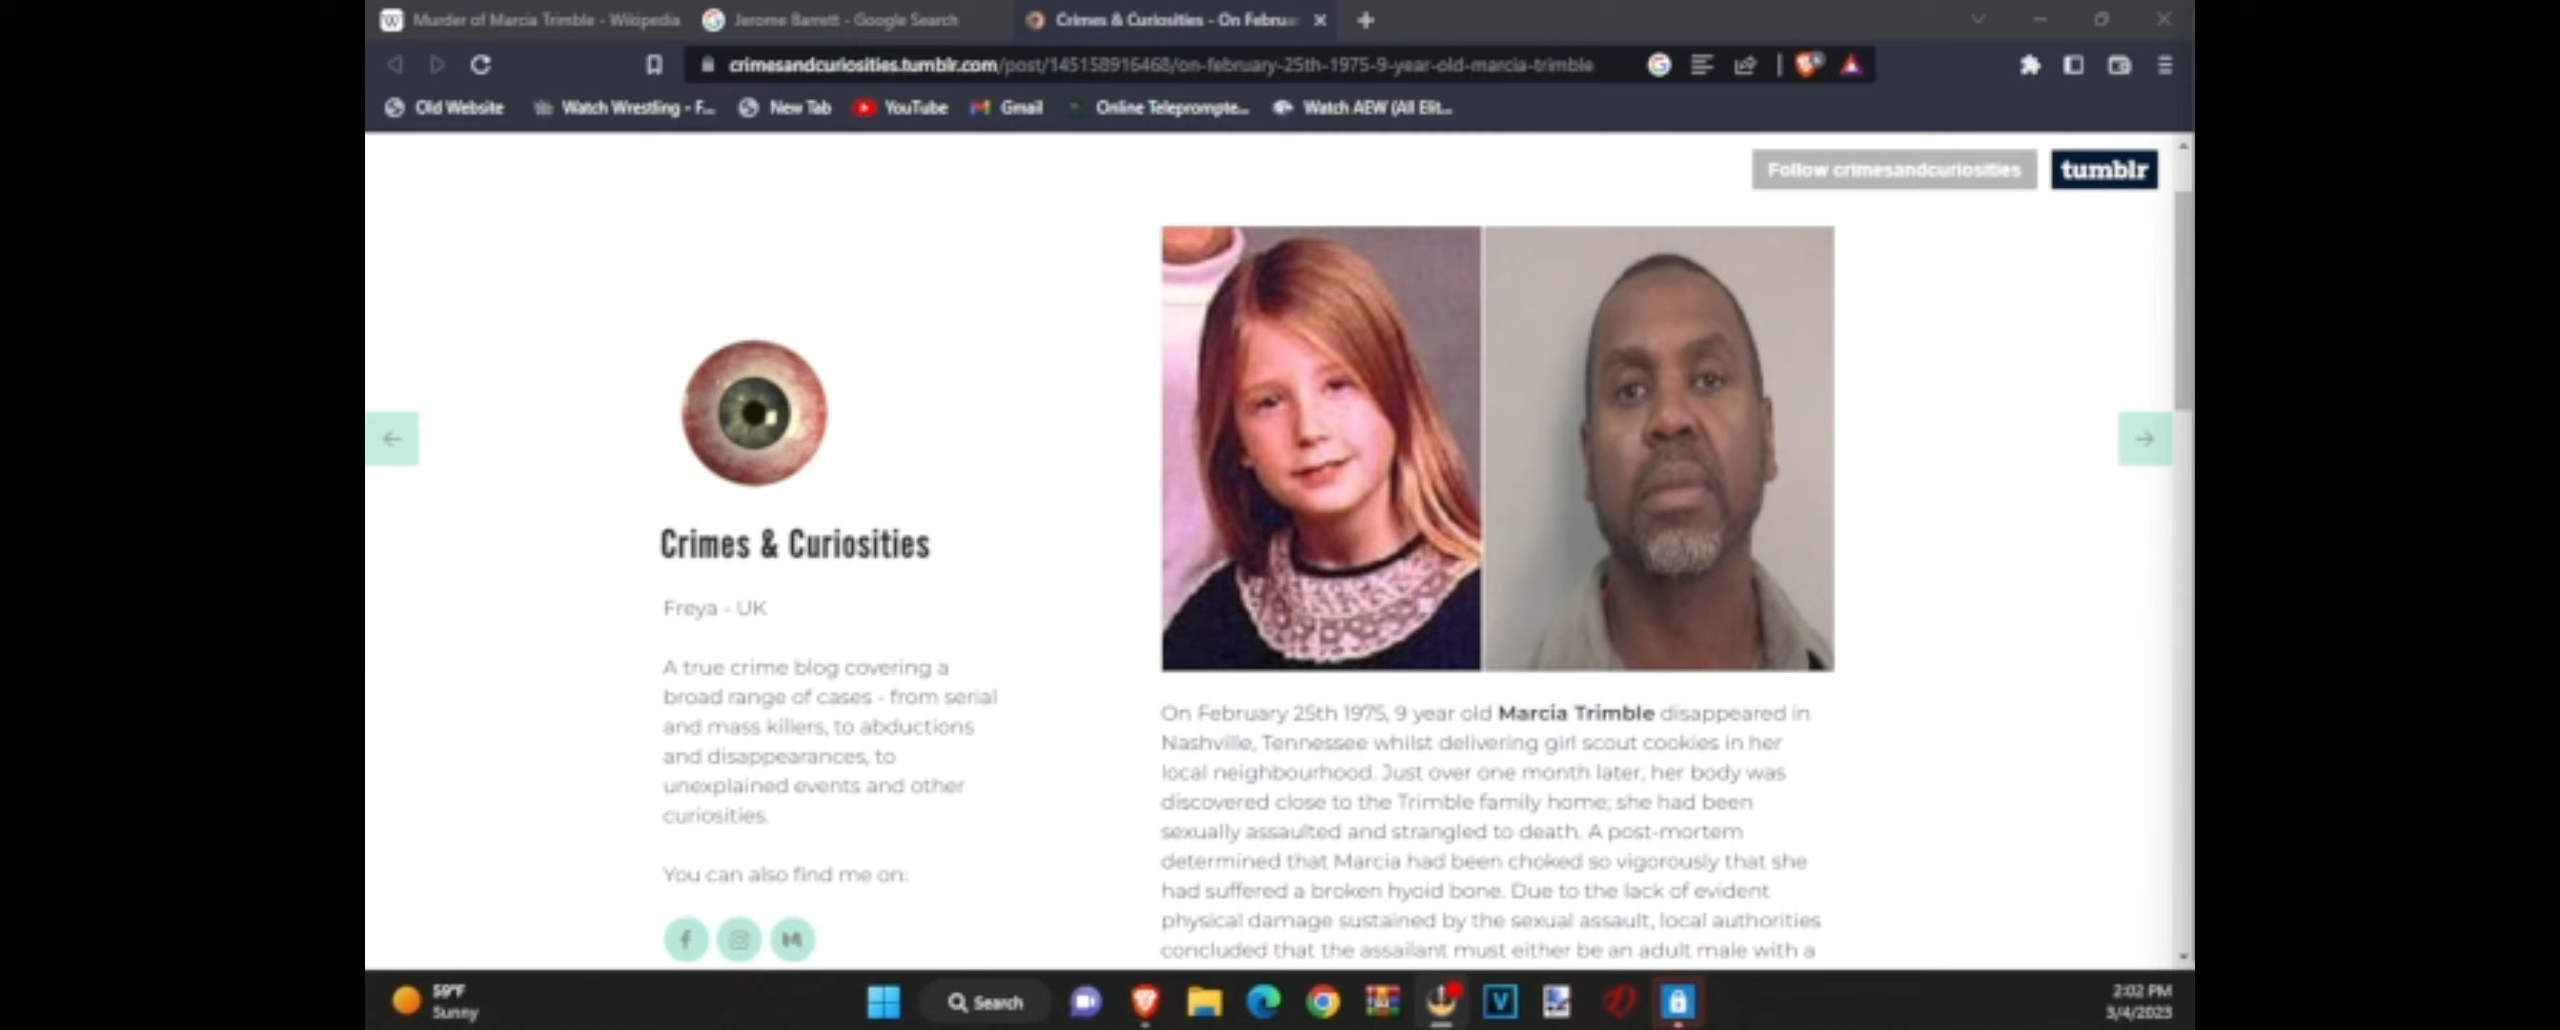 Murder of Marcia Trimble - Wikipedia
Jerome Barrett - Google Search
Crimes & Curiosities - On Februar
crimesandcuriosities.tumblr.com/post/145158916468/on-february-25th-1975-9-year-old-marcia-trimble
Old Website
Watch Wrestling - F...
New Tab
YouTube
Gmail
Online Teleprompte...
Watch AEW (All Elit...
Follow crimesandcuriosities
tumblr
Crimes & Curiosities
Freya - UK
A true crime blog covering a
broad range of cases - from serial
and mass killers, to abductions
and disappearances, to
unexplained events and other
curiosities.
You can also find me on:
On February 25th 1975, 9 year old Marcia Trimble disappeared in
Nashville, Tennessee whilst delivering girl scout cookies in her
local neighbourhood. Just over one month later, her body was
discovered close to the Trimble family home; she had been
sexually assaulted and strangled to death. A post-mortem
determined that Marcia had been choked so vigorously that she
had suffered a broken hyoid bone. Due to the lack of evident
physical damage sustained by the sexual assault, local authorities
concluded that the assailant must either be an adult male with a
59°F
Sunny
Search
2:02 PM
3/4/2023